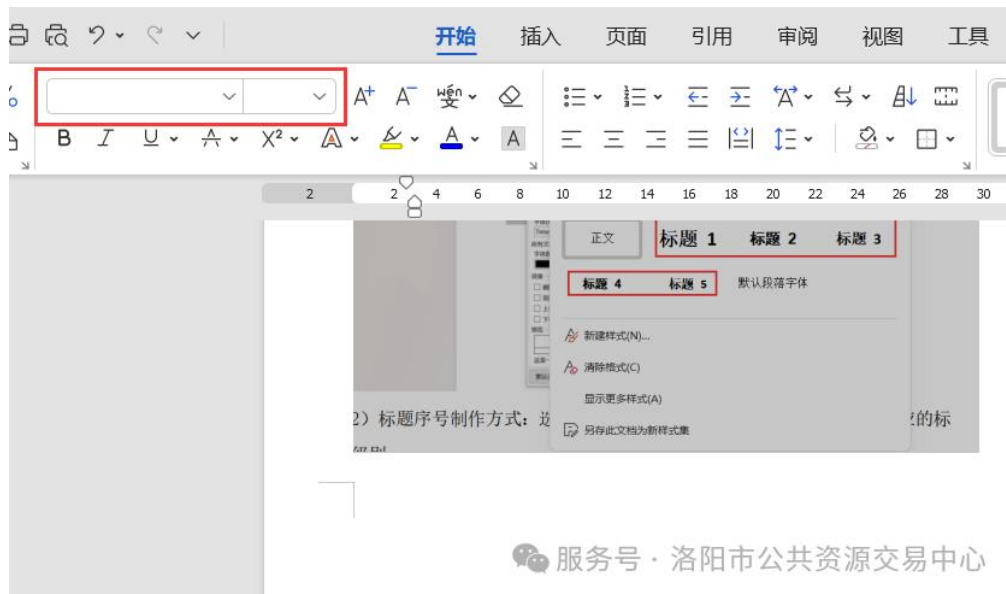 开始 插入 页面 引用 审阅 视图 工具
A+ A- wén 变 A A
B I U A X² A A A
2 2 4 6 8 10 12 14 16 18 20 22 24 26 28 30
正文 标题 1 标题 2 标题 3
标题 4 标题 5 默认段落字体
新建样式(N)...
清除格式(C)
显示更多样式(A)
另存此文档为新样式集
2）标题序号制作方式：选
的标
服务号 · 洛阳市公共资源交易中心